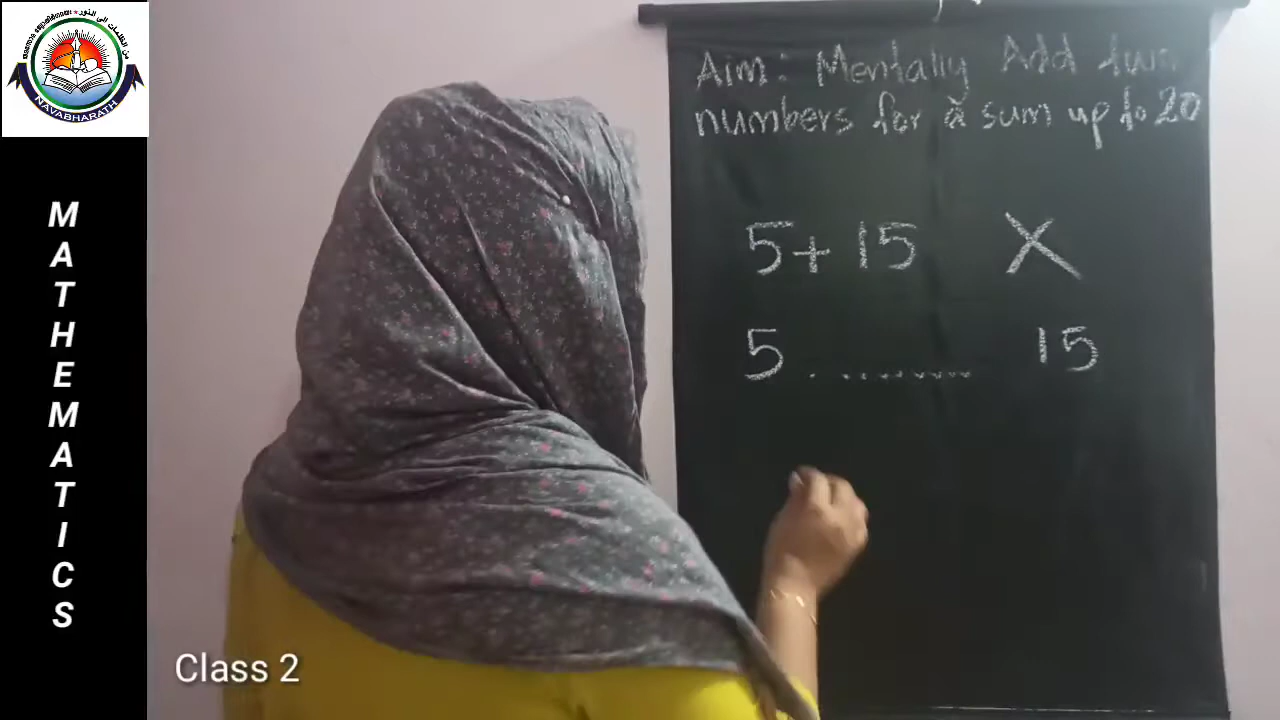 NAVABHARATH
MATHEMATICS
Class 2
Aim: Mentally Add two
numbers for a sum up to 20
5+15 X
5 . ......... 15